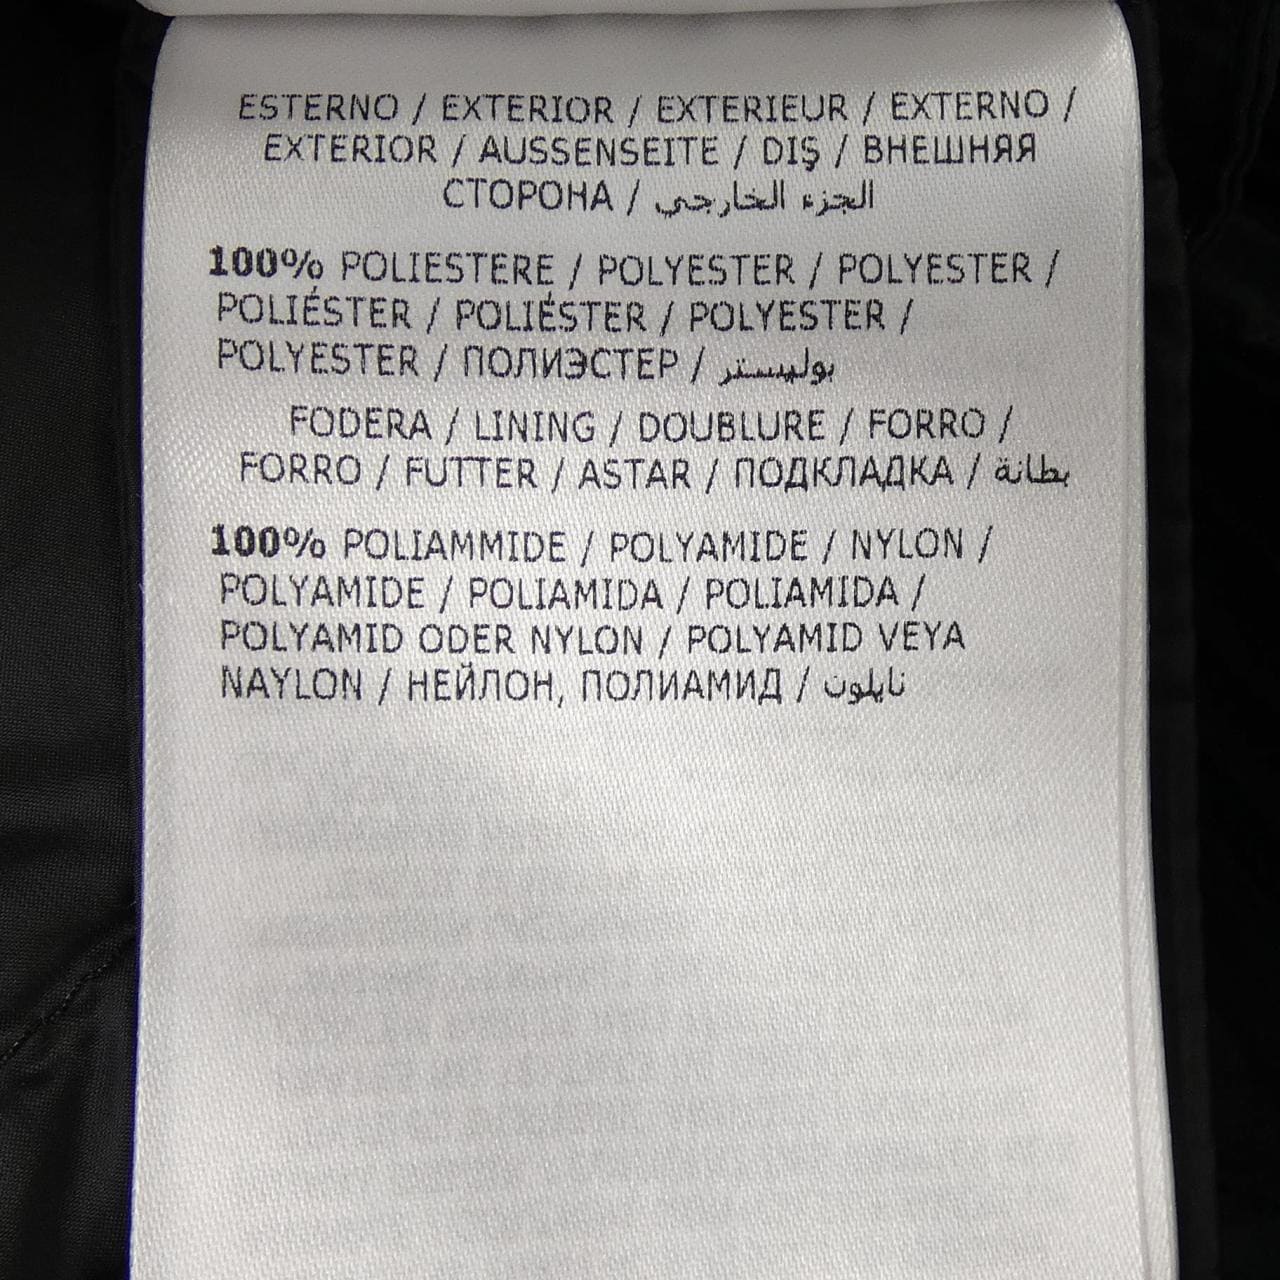 ESTERNO / EXTERIOR / EXTERIEUR / EXTERNO /
EXTERIOR / AUSSENSEITE / DIŞ / ВНЕШНЯЯ
СТОРОНА / الجزء الخارجي
100% POLIESTERE / POLYESTER / POLYESTER /
POLIÉSTER / POLIÉSTER / POLYESTER /
POLYESTER / ПОЛИЭСТЕР / بوليستر
FODERA / LINING / DOUBLURE / FORRO /
FORRO / FUTTER / ASTAR / ПОДКЛАДКА / بطانة
100% POLIAMMIDE / POLYAMIDE / NYLON /
POLYAMIDE / POLIAMIDA / POLIAMIDA /
POLYAMID ODER NYLON / POLYAMID VEYA
NAYLON / НЕЙЛОН, ПОЛИАМИД / نايلون